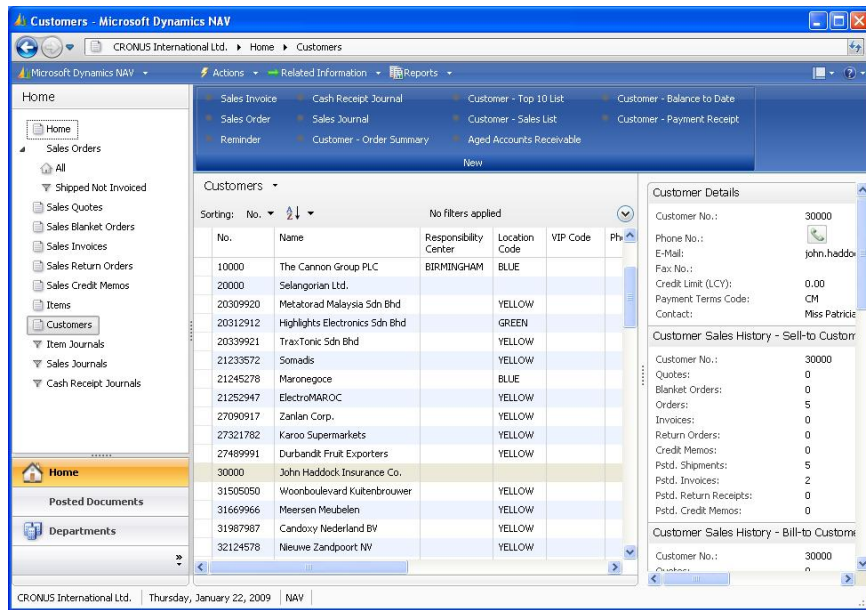 Customers - Microsoft Dynamics NAV
CRONUS International Ltd. Home Customers
Microsoft Dynamics NAV Actions Related Information Reports
Home
Home
Sales Orders
All
Shipped Not Invoiced
Sales Quotes
Sales Blanket Orders
Sales Invoices
Sales Return Orders
Sales Credit Memos
Items
Customers
Item Journals
Sales Journals
Cash Receipt Journals
Home
Posted Documents
Departments
Sales Invoice Cash Receipt Journal Customer - Top 10 List Customer - Balance to Date
Sales Order Sales Journal Customer - Sales List Customer - Payment Receipt
Reminder Customer - Order Summary Aged Accounts Receivable
New
Customers
Sorting: No. No filters applied
No. Name Responsibility Center Location Code VIP Code
10000 The Cannon Group PLC BIRMINGHAM BLUE
20000 Selangorian Ltd.
20309920 Metatorad Malaysia Sdn Bhd YELLOW
20312912 Highlights Electronics Sdn Bhd GREEN
20339921 TraxTonic Sdn Bhd YELLOW
21233572 Somadis YELLOW
21245278 Maronegoce BLUE
21252947 ElectroMAROC YELLOW
27090917 Zanlan Corp. YELLOW
27321782 Karoo Supermarkets YELLOW
27489991 Durbandit Fruit Exporters YELLOW
30000 John Haddock Insurance Co.
31505050 Woonboulevard Kuitenbrouwer YELLOW
31669966 Meersen Meubelen YELLOW
31987987 Candoxy Nederland BV YELLOW
32124578 Nieuwe Zandpoort NV YELLOW
Customer Details
Customer No.: 30000
Phone No.:
E-Mail: john.haddo
Fax No.:
Credit Limit (LCY): 0.00
Payment Terms Code: CM
Contact: Miss Patricia
Customer Sales History - Sell-to Custom
Customer No.: 30000
Quotes: 0
Blanket Orders: 0
Orders: 5
Invoices: 0
Return Orders: 0
Credit Memos: 0
Pstd. Shipments: 5
Pstd. Invoices: 2
Pstd. Return Receipts: 0
Pstd. Credit Memos: 0
Customer Sales History - Bill-to Custome
Customer No.: 30000
CRONUS International Ltd. Thursday, January 22, 2009 NAV